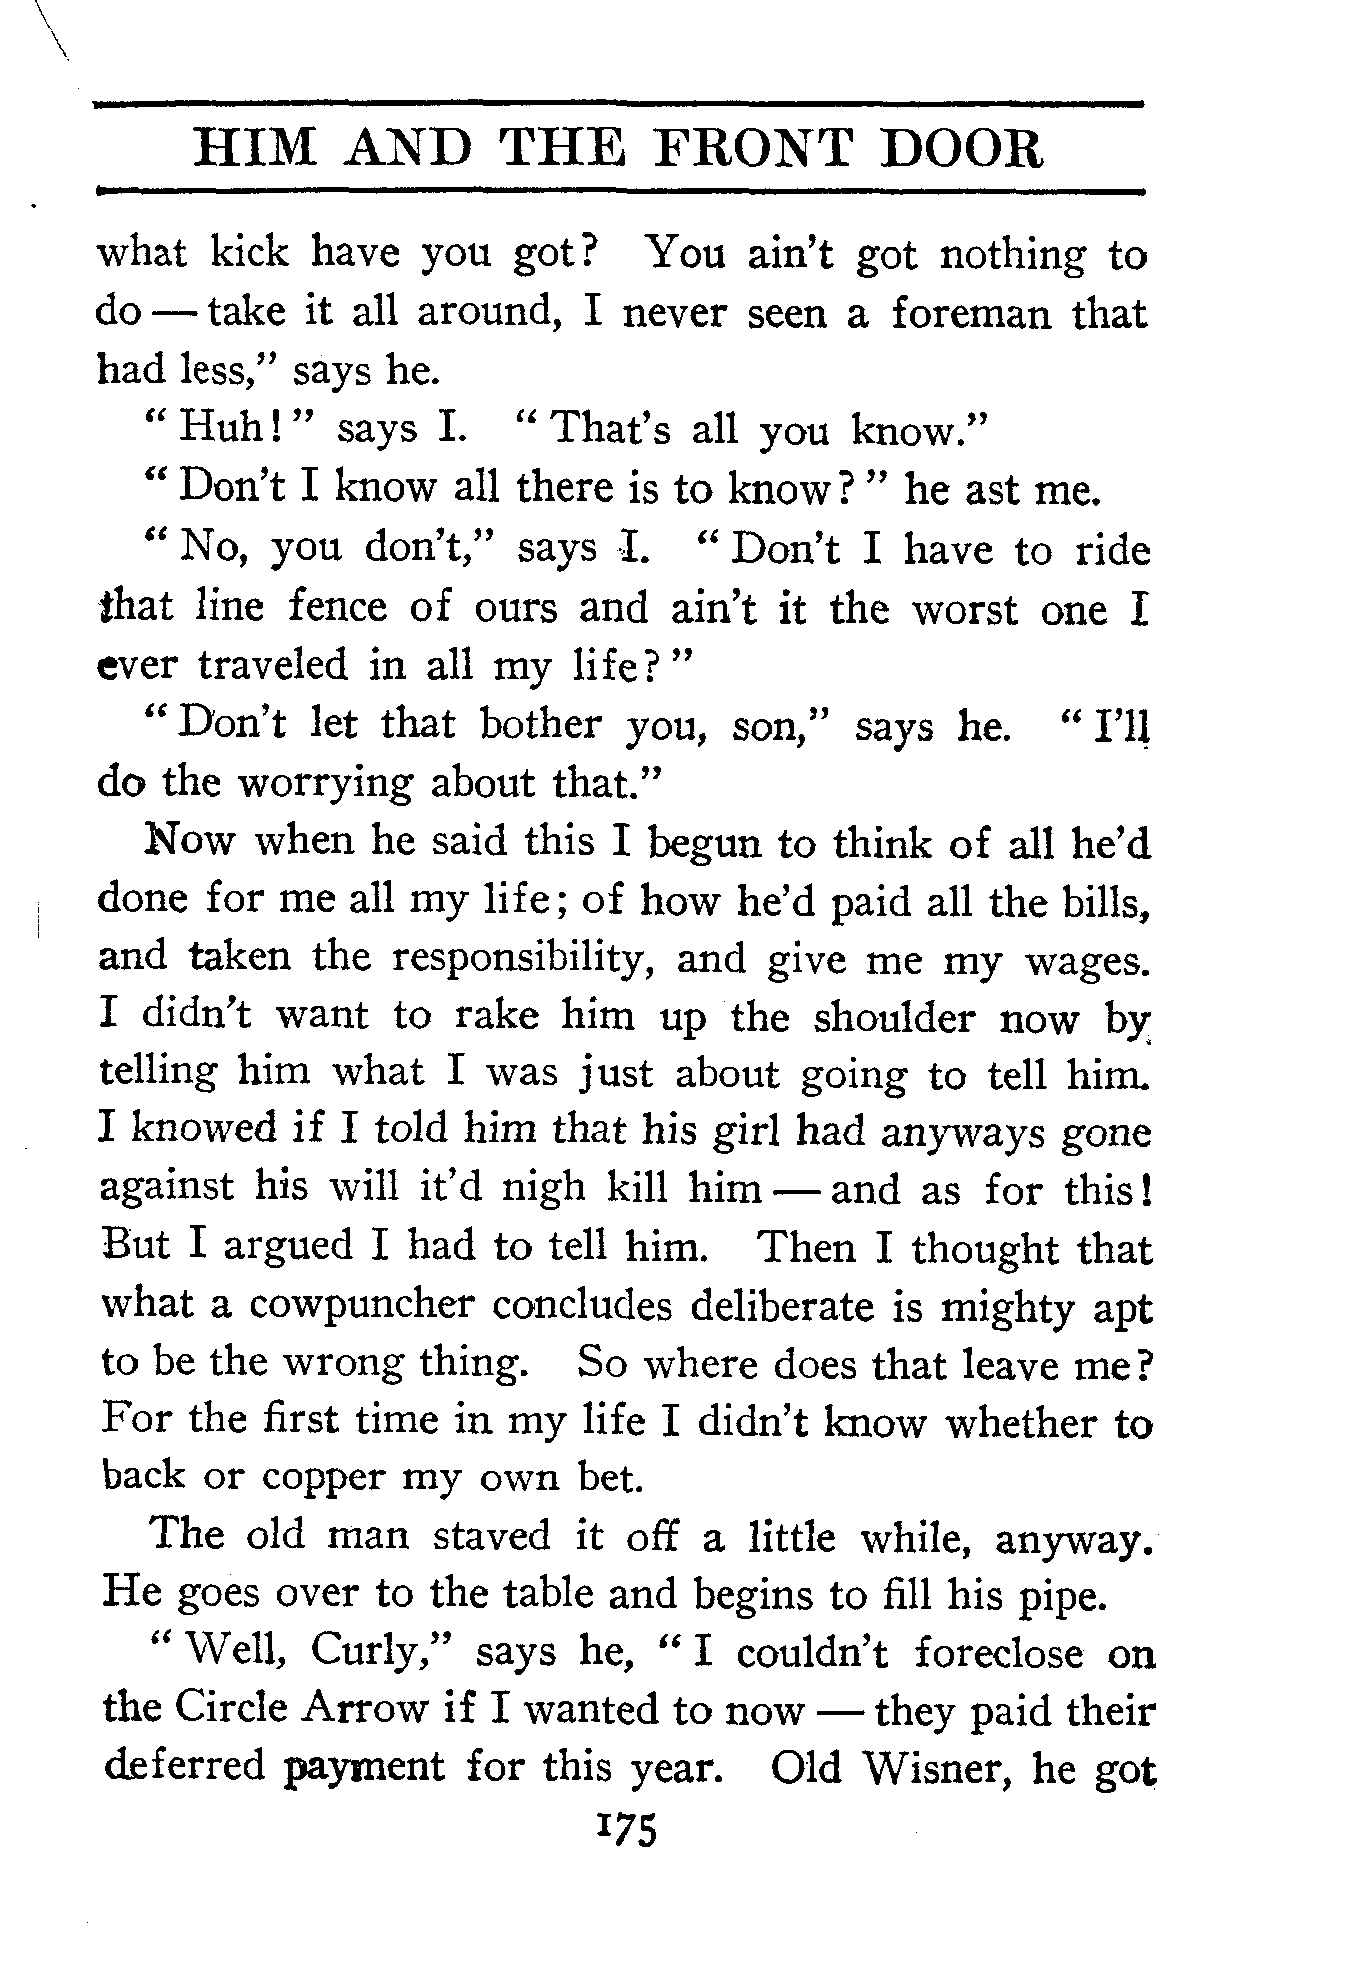 HIM AND THE FRONT DOOR
what kick have you got? You ain't got nothing to
do — take it all around, I never seen a foreman that
had less," says he.
"Huh!" says I. "That's all you know."
"Don't I know all there is to know?" he ast me.
"No, you don't," says I. "Don't I have to ride
that line fence of ours and ain't it the worst one I
ever traveled in all my life?"
"Don't let that bother you, son," says he. "I'll
do the worrying about that."
Now when he said this I begun to think of all he'd
done for me all my life; of how he'd paid all the bills,
and taken the responsibility, and give me my wages.
I didn't want to rake him up the shoulder now by
telling him what I was just about going to tell him.
I knowed if I told him that his girl had anyways gone
against his will it'd nigh kill him — and as for this!
But I argued I had to tell him. Then I thought that
what a cowpuncher concludes deliberate is mighty apt
to be the wrong thing. So where does that leave me?
For the first time in my life I didn't know whether to
back or copper my own bet.
The old man staved it off a little while, anyway.
He goes over to the table and begins to fill his pipe.
"Well, Curly," says he, "I couldn't foreclose on
the Circle Arrow if I wanted to now — they paid their
deferred payment for this year. Old Wisner, he got
175